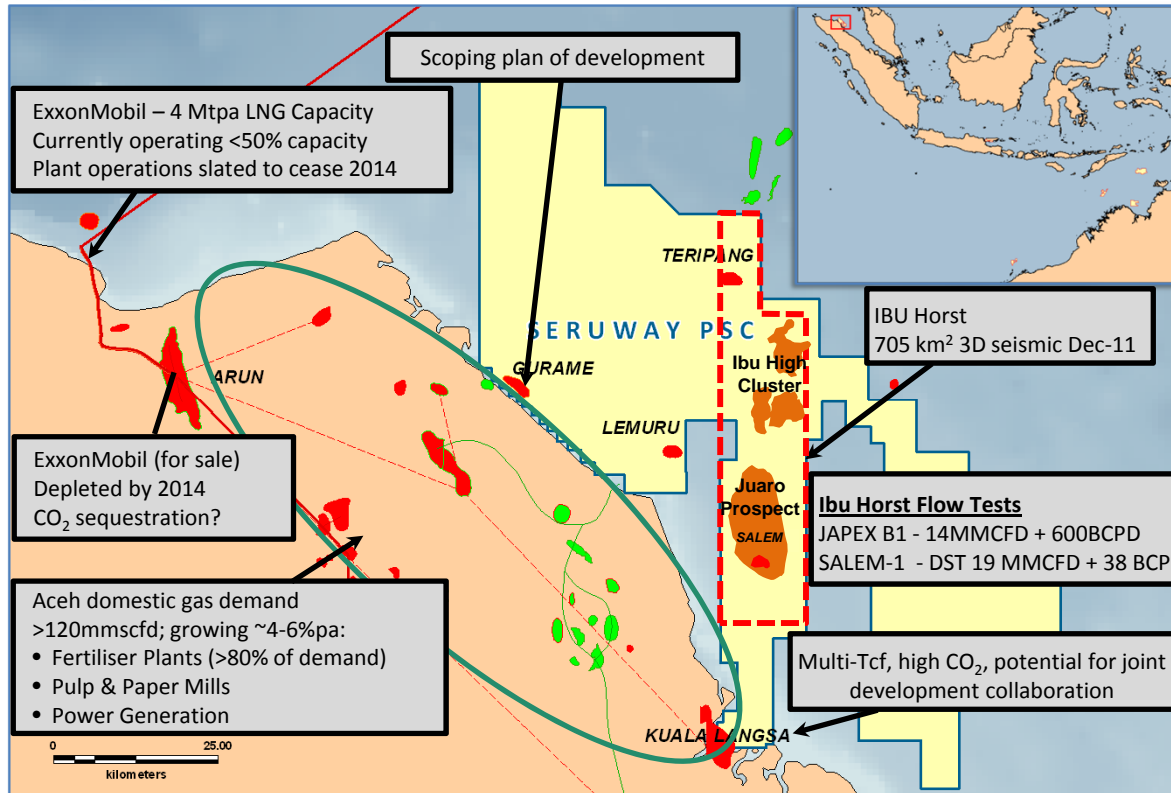 Scoping plan of development
ExxonMobil – 4 Mtpa LNG Capacity
Currently operating <50% capacity
Plant operations slated to cease 2014
TERIPANG
SERUWAY PSC
IBU Horst
705 km² 3D seismic Dec-11
Ibu High
Cluster
GURAME
ARUN
LEMURU
ExxonMobil (for sale)
Depleted by 2014
CO₂ sequestration?
Juaro
Prospect
SALEM
Ibu Horst Flow Tests
JAPEX B1 - 14MMCFD + 600BCPD
SALEM-1 - DST 19 MMCFD + 38 BCP
Aceh domestic gas demand
>120mmscfd; growing ~4-6%pa:
• Fertiliser Plants (>80% of demand)
• Pulp & Paper Mills
• Power Generation
Multi-Tcf, high CO₂, potential for joint
development collaboration
KUALA LANGSA
0 25.00
kilometers